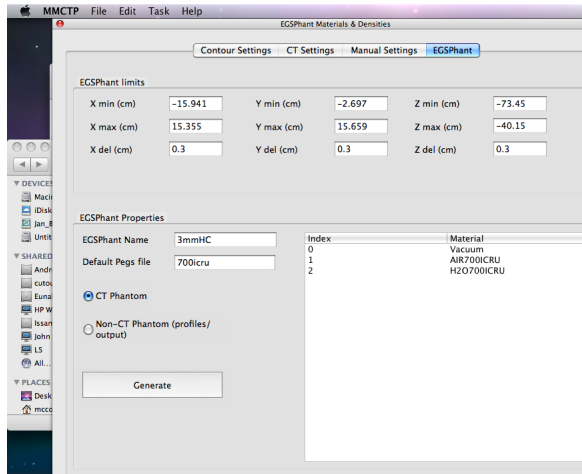 MMCTP File Edit Task Help
EGSPhant Materials & Densities
Contour Settings CT Settings Manual Settings EGSPhant
EGSPhant limits
X min (cm) -15.941 Y min (cm) -2.697 Z min (cm) -73.45
X max (cm) 15.355 Y max (cm) 15.659 Z max (cm) -40.15
X del (cm) 0.3 Y del (cm) 0.3 Z del (cm) 0.3
DEVICES
Macir
iDisk
Jan_B
Untit
SHARED
Andr
cutou
Euna
HP W
Issan
John
LS
All...
PLACES
Desk
mcco
EGSPhant Properties
EGSPhant Name 3mmHC
Default Pegs file 700icru
CT Phantom
Non-CT Phantom (profiles/
output)
Generate
Index Material
0 Vacuum
1 AIR700ICRU
2 H2O700ICRU